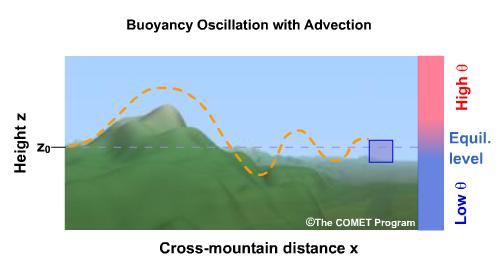 Buoyancy Oscillation with Advection
Height z
z₀
High θ
Equil.
level
Low θ
©The COMET Program
Cross-mountain distance x